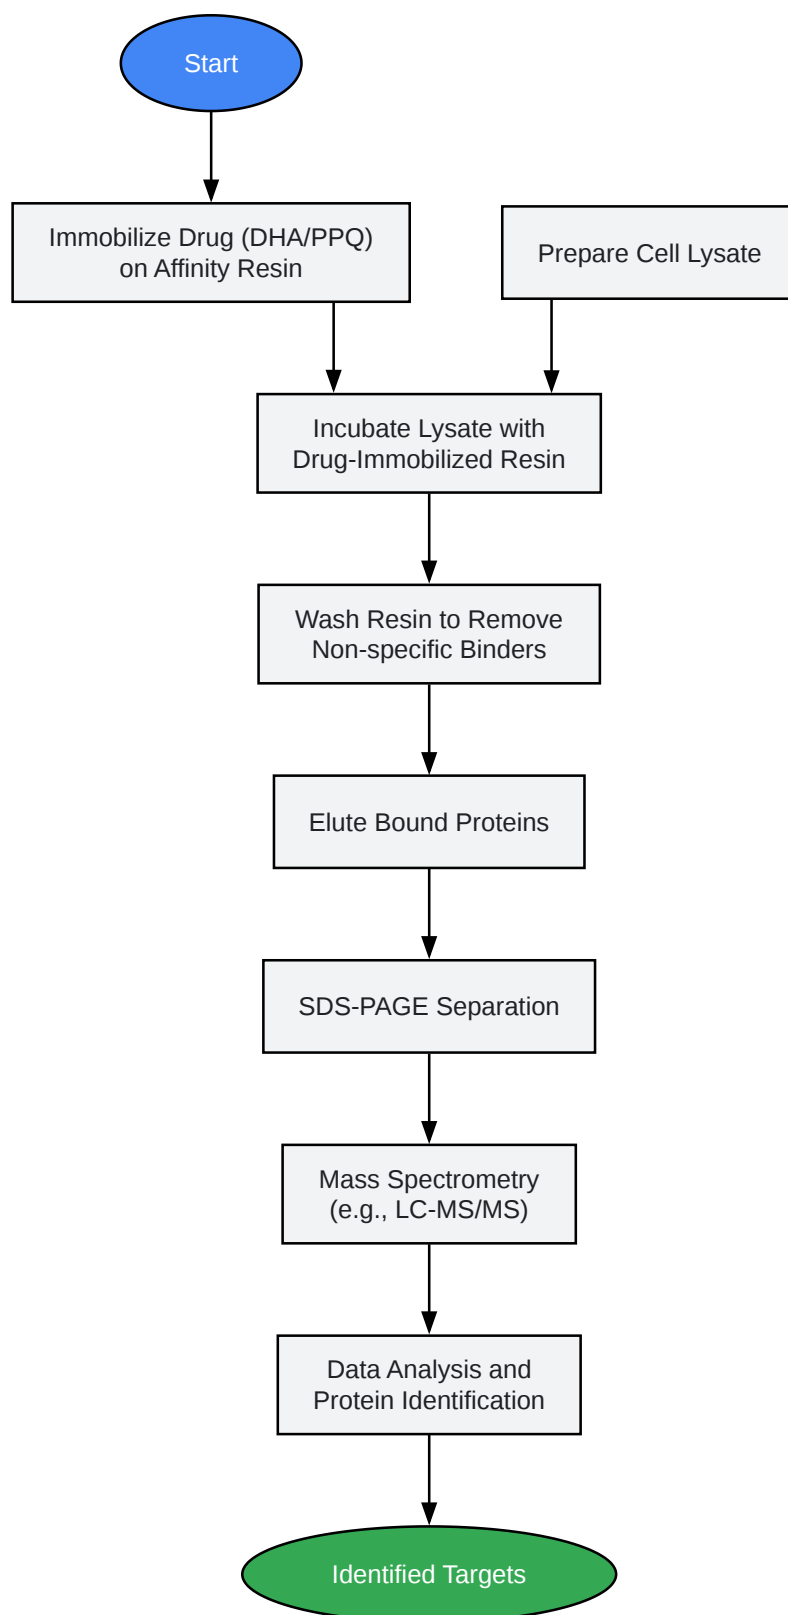 Start
Immobilize Drug (DHA/PPQ)
on Affinity Resin
Prepare Cell Lysate
Incubate Lysate with
Drug-Immobilized Resin
Wash Resin to Remove
Non-specific Binders
Elute Bound Proteins
SDS-PAGE Separation
Mass Spectrometry
(e.g., LC-MS/MS)
Data Analysis and
Protein Identification
Identified Targets